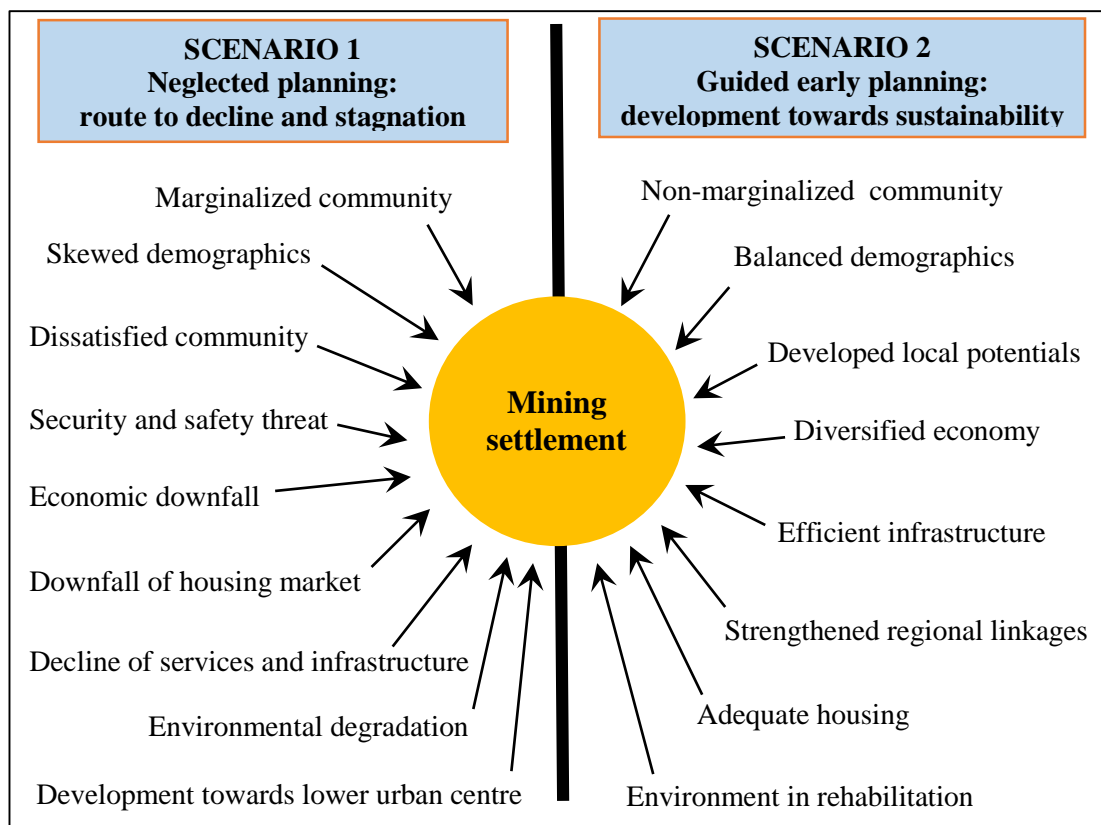 SCENARIO 1
Neglected planning:
route to decline and stagnation
SCENARIO 2
Guided early planning:
development towards sustainability
Marginalized community
Skewed demographics
Dissatisfied community
Security and safety threat
Economic downfall
Downfall of housing market
Decline of services and infrastructure
Environmental degradation
Development towards lower urban centre
Mining
settlement
Non-marginalized community
Balanced demographics
Developed local potentials
Diversified economy
Efficient infrastructure
Strengthened regional linkages
Adequate housing
Environment in rehabilitation